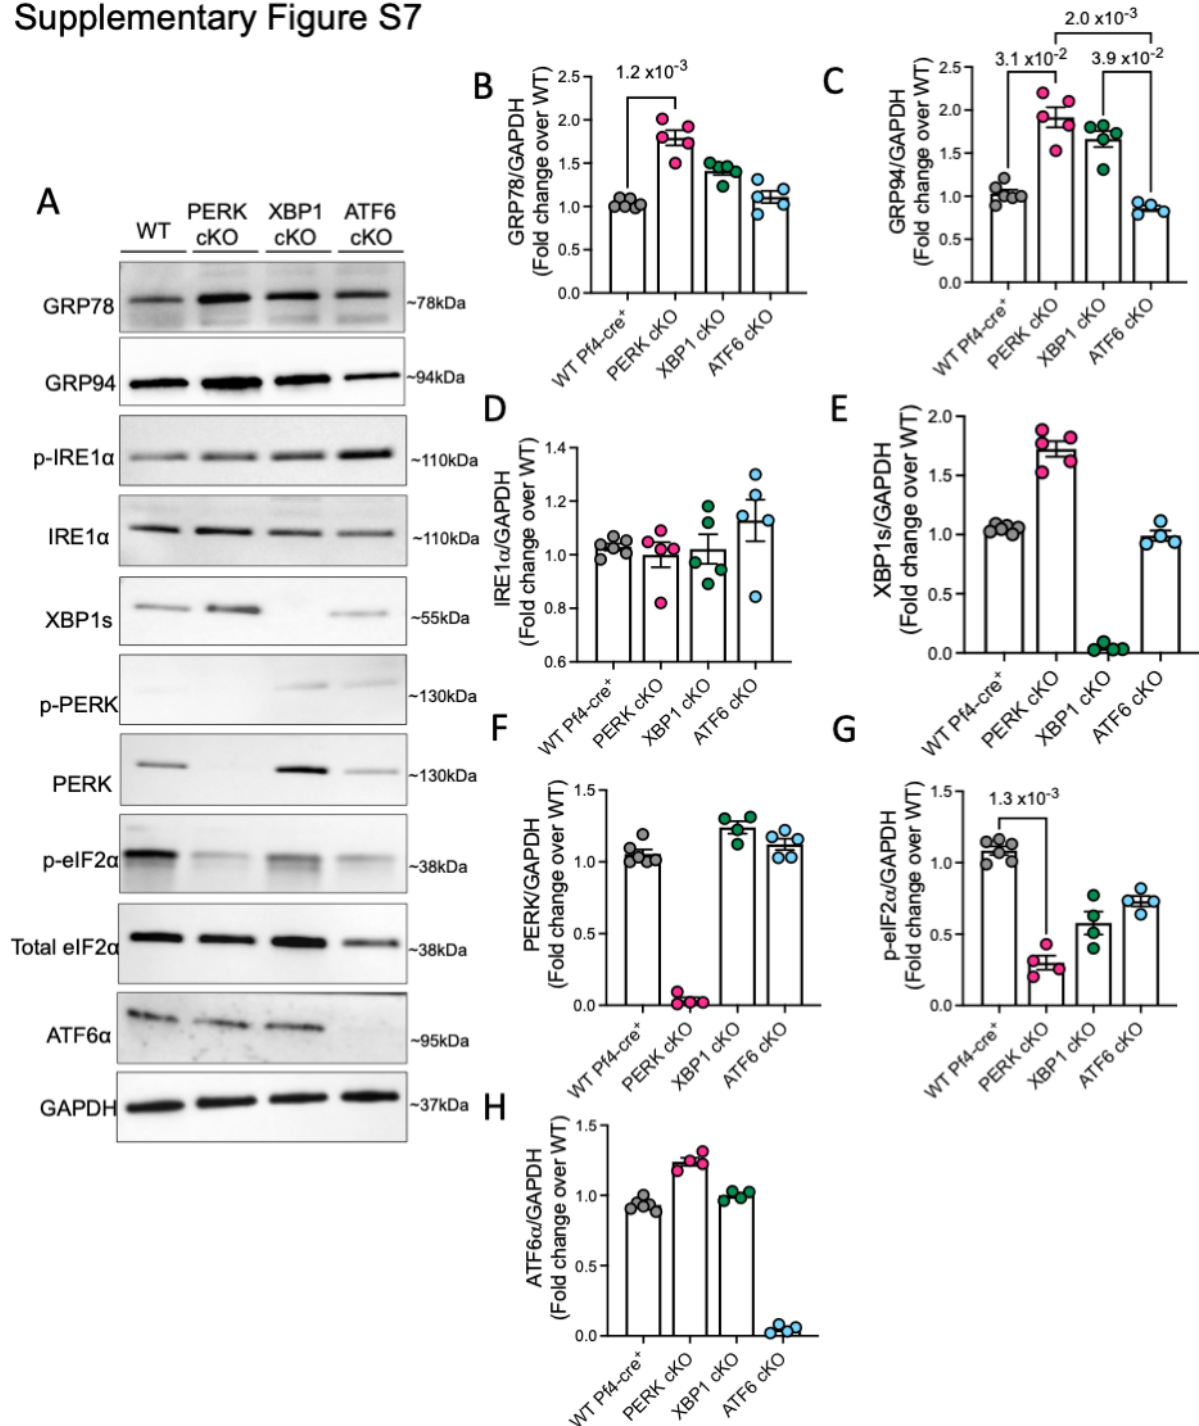 Supplementary Figure S7
A
WT
PERK
cKO
XBP1
cKO
ATF6
cKO
GRP78
~78kDa
GRP94
~94kDa
p-IRE1α
~110kDa
IRE1α
~110kDa
XBP1s
~55kDa
p-PERK
~130kDa
PERK
~130kDa
p-eIF2α
~38kDa
Total eIF2α
~38kDa
ATF6α
~95kDa
GAPDH
~37kDa
B
GRP78/GAPDH
(Fold change over WT)
2.5
2.0
1.5
1.0
0.5
0.0
1.2 x10⁻³
WT Pf4-cre⁺
PERK cKO
XBP1 cKO
ATF6 cKO
C
GRP94/GAPDH
(Fold change over WT)
2.5
2.0
1.5
1.0
0.5
0.0
2.0 x10⁻³
3.1 x10⁻²
3.9 x10⁻²
WT Pf4-cre⁺
PERK cKO
XBP1 cKO
ATF6 cKO
D
IRE1α/GAPDH
(Fold change over WT)
1.4
1.2
1.0
0.8
0.6
WT Pf4-cre⁺
PERK cKO
XBP1 cKO
ATF6 cKO
E
XBP1s/GAPDH
(Fold change over WT)
2.0
1.5
1.0
0.5
0.0
WT Pf4-cre⁺
PERK cKO
XBP1 cKO
ATF6 cKO
F
PERK/GAPDH
(Fold change over WT)
1.5
1.0
0.5
0.0
WT Pf4-cre⁺
PERK cKO
XBP1 cKO
ATF6 cKO
G
p-eIF2α/GAPDH
(Fold change over WT)
1.5
1.0
0.5
0.0
1.3 x10⁻³
WT Pf4-cre⁺
PERK cKO
XBP1 cKO
ATF6 cKO
H
ATF6α/GAPDH
(Fold change over WT)
1.5
1.0
0.5
0.0
WT Pf4-cre⁺
PERK cKO
XBP1 cKO
ATF6 cKO